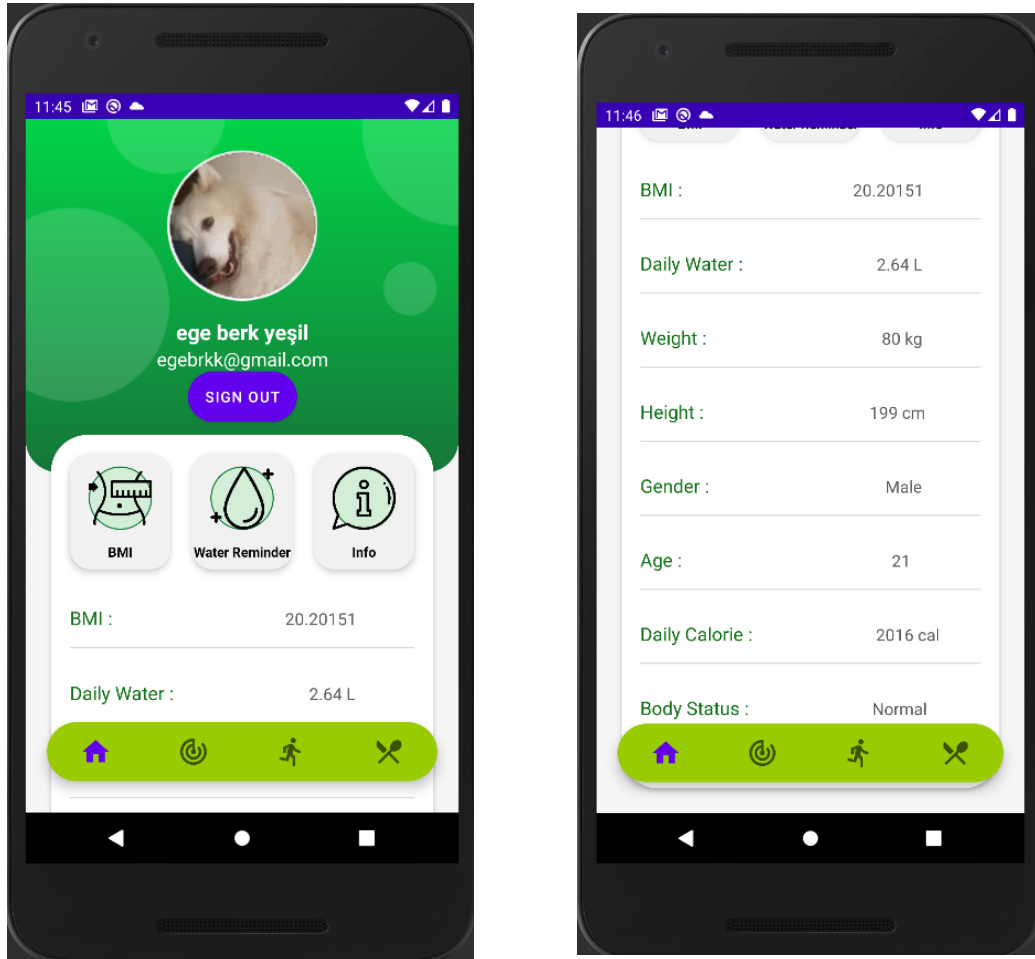 11:45
ege berk yeşil
egebrkk@gmail.com
SIGN OUT
BMI
Water Reminder
Info
BMI :
20.20151
Daily Water :
2.64 L
11:46
BMI :
20.20151
Daily Water :
2.64 L
Weight :
80 kg
Height :
199 cm
Gender :
Male
Age :
21
Daily Calorie :
2016 cal
Body Status :
Normal